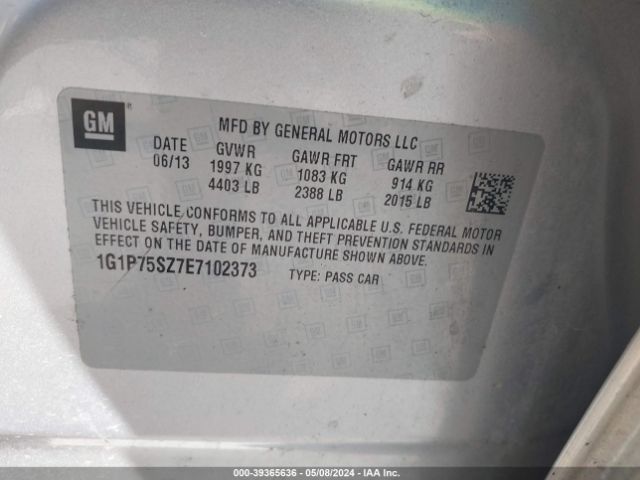 GM
MFD BY GENERAL MOTORS LLC
DATE GVWR GAWR FRT GAWR RR
06/13 1997 KG 1083 KG 914 KG
4403 LB 2388 LB 2015 LB
THIS VEHICLE CONFORMS TO ALL APPLICABLE U.S. FEDERAL MOTOR
VEHICLE SAFETY, BUMPER, AND THEFT PREVENTION STANDARDS IN
EFFECT ON THE DATE OF MANUFACTURE SHOWN ABOVE.
1G1P75SZ7E7102373 TYPE: PASS CAR
000-39365636 - 05/08/2024 - IAA Inc.